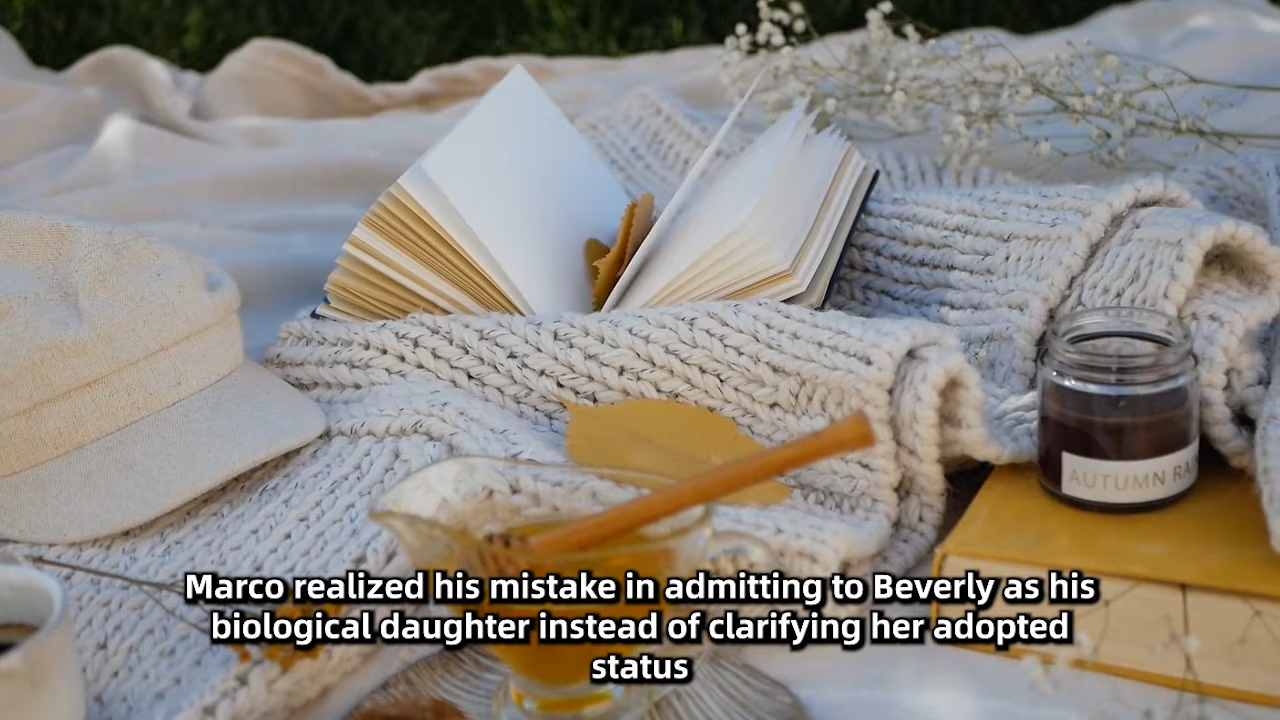 AUTUMN
Marco realized his mistake in admitting to Beverly as his
biological daughter instead of clarifying her adopted
status